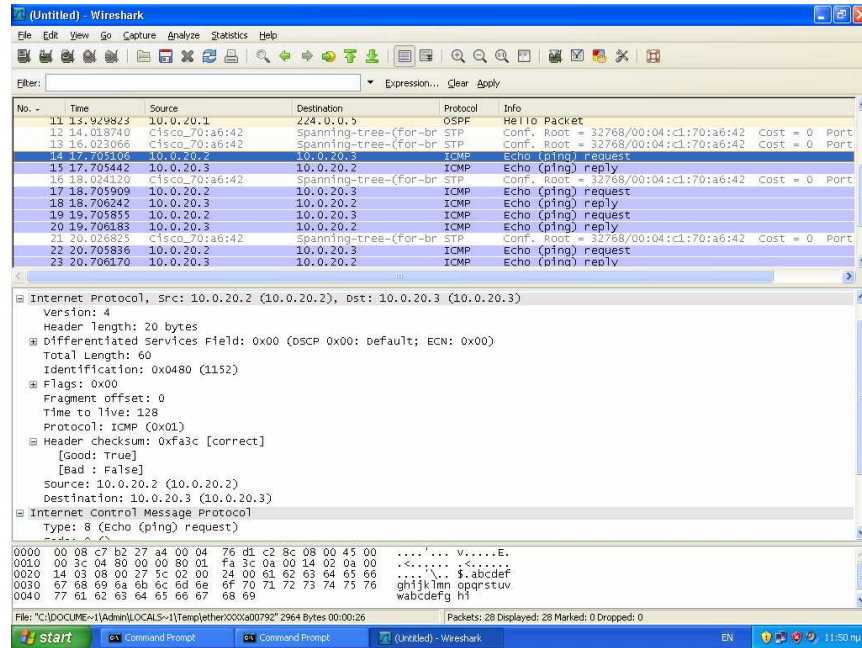 (Untitled) - Wireshark
File Edit View Go Capture Analyze Statistics Help
Filter: Expression... Clear Apply
No. - Time Source Destination Protocol Info
11 13.929823 10.0.20.1 224.0.0.5 OSPF Hello Packet
12 14.018740 Cisco_70:a6:42 Spanning-tree-(for-br STP Conf. Root = 32768/00:04:c1:70:a6:42 Cost = 0 Port
13 16.023066 Cisco_70:a6:42 Spanning-tree-(for-br STP Conf. Root = 32768/00:04:c1:70:a6:42 Cost = 0 Port
14 17.705106 10.0.20.2 10.0.20.3 ICMP Echo (ping) request
15 17.705442 10.0.20.3 10.0.20.2 ICMP Echo (ping) reply
16 18.024120 Cisco_70:a6:42 Spanning-tree-(for-br STP Conf. Root = 32768/00:04:c1:70:a6:42 Cost = 0 Port
17 18.705909 10.0.20.2 10.0.20.3 ICMP Echo (ping) request
18 18.706242 10.0.20.3 10.0.20.2 ICMP Echo (ping) reply
19 19.705855 10.0.20.2 10.0.20.3 ICMP Echo (ping) request
20 19.706183 10.0.20.3 10.0.20.2 ICMP Echo (ping) reply
21 20.026825 Cisco_70:a6:42 Spanning-tree-(for-br STP Conf. Root = 32768/00:04:c1:70:a6:42 Cost = 0 Port
22 20.705836 10.0.20.2 10.0.20.3 ICMP Echo (ping) request
23 20.706170 10.0.20.3 10.0.20.2 ICMP Echo (ping) reply
Internet Protocol, Src: 10.0.20.2 (10.0.20.2), Dst: 10.0.20.3 (10.0.20.3)
Version: 4
Header length: 20 bytes
Differentiated Services Field: 0x00 (DSCP 0x00: Default; ECN: 0x00)
Total Length: 60
Identification: 0x0480 (1152)
Flags: 0x00
Fragment offset: 0
Time to live: 128
Protocol: ICMP (0x01)
Header checksum: 0xfa3c [correct]
[Good: True]
[Bad : False]
Source: 10.0.20.2 (10.0.20.2)
Destination: 10.0.20.3 (10.0.20.3)
Internet Control Message Protocol
Type: 8 (Echo (ping) request)
0000 00 08 c7 b2 27 a4 00 04 76 d1 c2 8c 08 00 45 00 ....'... v.....E.
0010 00 3c 04 80 00 00 80 01 fa 3c 0a 00 14 02 0a 00 .<...... .<......
0020 14 03 08 00 27 5c 02 00 24 00 61 62 63 64 65 66 ....'\.. $.abcdef
0030 67 68 69 6a 6b 6c 6d 6e 6f 70 71 72 73 74 75 76 ghijklmn opqrstuv
0040 77 61 62 63 64 65 66 67 68 69 wabcdefg hi
File: "C:\DOCUME~1\Admin\LOCALS~1\Temp\etherXXXXa00792" 2964 Bytes 00:00:26 Packets: 28 Displayed: 28 Marked: 0 Dropped: 0
start Command Prompt Command Prompt (Untitled) - Wireshark EN 11:50 πμ